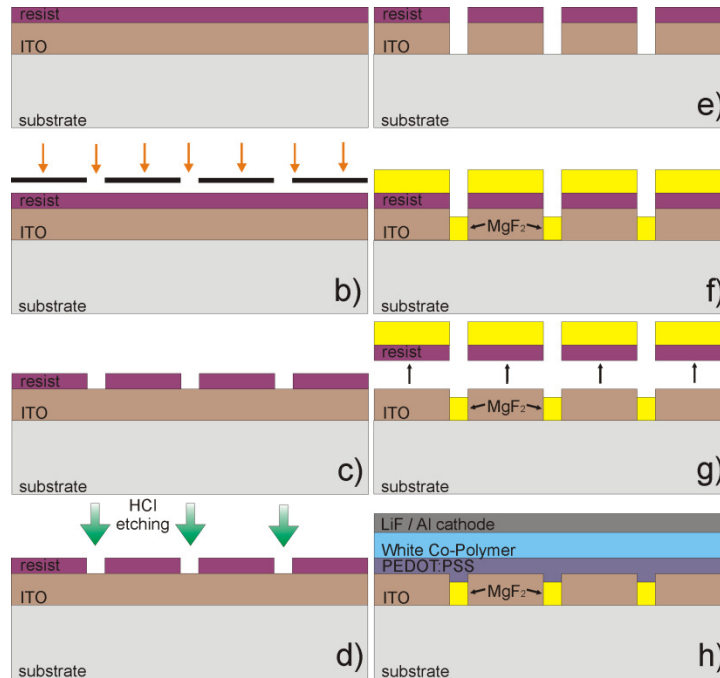 resist
ITO
substrate
resist
ITO
substrate
b)
resist
ITO
substrate
c)
HCl
etching
resist
ITO
substrate
d)
resist
ITO
substrate
e)
resist
ITO
MgF₂
substrate
f)
resist
ITO
MgF₂
substrate
g)
LiF / Al cathode
White Co-Polymer
PEDOT:PSS
ITO
MgF₂
substrate
h)